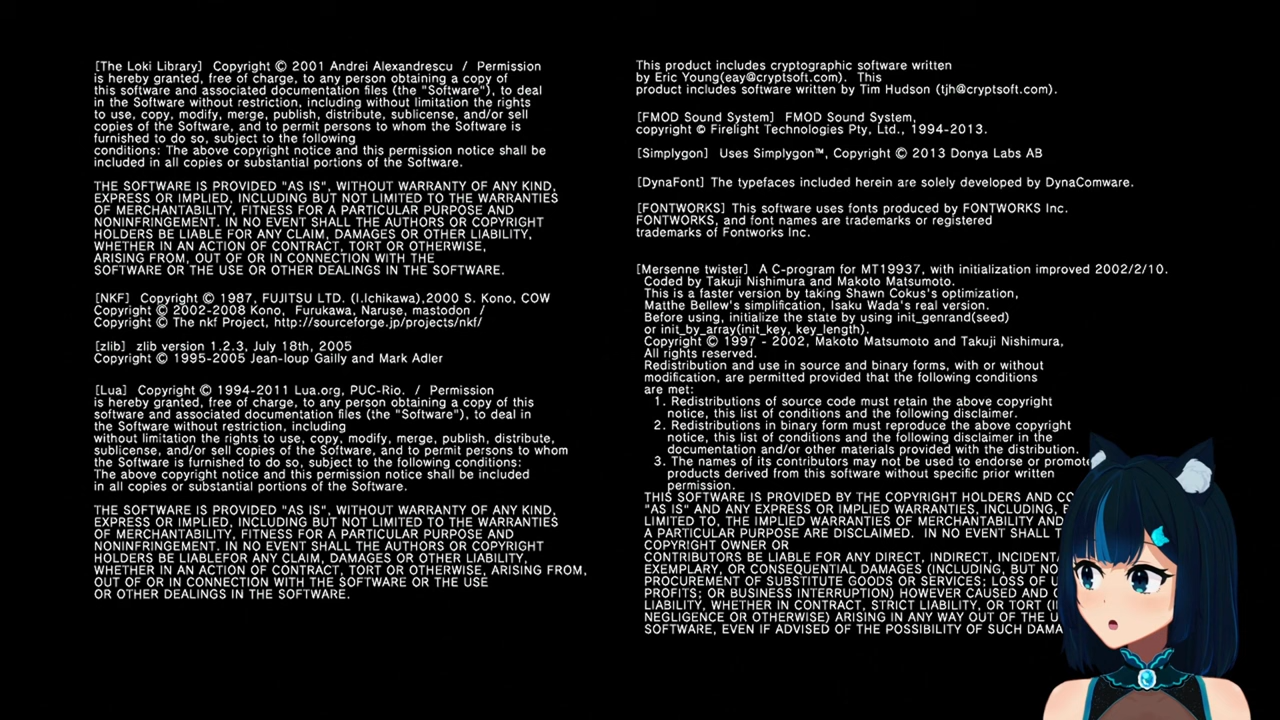 [The Loki Library] Copyright © 2001 Andrei Alexandrescu / Permission
is hereby granted, free of charge, to any person obtaining a copy of
this software and associated documentation files (the "Software"), to deal
in the Software without restriction, including without limitation the rights
to use, copy, modify, merge, publish, distribute, sublicense, and/or sell
copies of the Software, and to permit persons to whom the Software is
furnished to do so, subject to the following
conditions: The above copyright notice and this permission notice shall be
included in all copies or substantial portions of the Software.
THE SOFTWARE IS PROVIDED "AS IS", WITHOUT WARRANTY OF ANY KIND,
EXPRESS OR IMPLIED, INCLUDING BUT NOT LIMITED TO THE WARRANTIES
OF MERCHANTABILITY, FITNESS FOR A PARTICULAR PURPOSE AND
NONINFRINGEMENT. IN NO EVENT SHALL THE AUTHORS OR COPYRIGHT
HOLDERS BE LIABLE FOR ANY CLAIM, DAMAGES OR OTHER LIABILITY,
WHETHER IN AN ACTION OF CONTRACT, TORT OR OTHERWISE,
ARISING FROM, OUT OF OR IN CONNECTION WITH THE
SOFTWARE OR THE USE OR OTHER DEALINGS IN THE SOFTWARE.
[NKF] Copyright © 1987, FUJITSU LTD. (I.Ichikawa),2000 S. Kono, COW
Copyright © 2002-2008 Kono, Furukawa, Naruse, mastodon /
Copyright © The nkf Project, http://sourceforge.jp/projects/nkf/
[zlib] zlib version 1.2.3, July 18th, 2005
Copyright © 1995-2005 Jean-loup Gailly and Mark Adler
[Lua] Copyright © 1994-2011 Lua.org, PUC-Rio. / Permission
is hereby granted, free of charge, to any person obtaining a copy of this
software and associated documentation files (the "Software"), to deal in
the Software without restriction, including
without limitation the rights to use, copy, modify, merge, publish, distribute,
sublicense, and/or sell copies of the Software, and to permit persons to whom
the Software is furnished to do so, subject to the following conditions:
The above copyright notice and this permission notice shall be included
in all copies or substantial portions of the Software.
THE SOFTWARE IS PROVIDED "AS IS", WITHOUT WARRANTY OF ANY KIND,
EXPRESS OR IMPLIED, INCLUDING BUT NOT LIMITED TO THE WARRANTIES
OF MERCHANTABILITY, FITNESS FOR A PARTICULAR PURPOSE AND
NONINFRINGEMENT. IN NO EVENT SHALL THE AUTHORS OR COPYRIGHT
HOLDERS BE LIABLEFOR ANY CLAIM, DAMAGES OR OTHER LIABILITY,
WHETHER IN AN ACTION OF CONTRACT, TORT OR OTHERWISE, ARISING FROM,
OUT OF OR IN CONNECTION WITH THE SOFTWARE OR THE USE
OR OTHER DEALINGS IN THE SOFTWARE.
This product includes cryptographic software written
by Eric Young(eay@cryptsoft.com). This
product includes software written by Tim Hudson (tjh@cryptsoft.com).
[FMOD Sound System] FMOD Sound System,
copyright © Firelight Technologies Pty, Ltd., 1994-2013.
[Simplygon] Uses Simplygon™, Copyright © 2013 Donya Labs AB
[DynaFont] The typefaces included herein are solely developed by DynaComware.
[FONTWORKS] This software uses fonts produced by FONTWORKS Inc.
FONTWORKS, and font names are trademarks or registered
trademarks of Fontworks Inc.
[Mersenne twister] A C-program for MT19937, with initialization improved 2002/2/10.
Coded by Takuji Nishimura and Makoto Matsumoto.
This is a faster version by taking Shawn Cokus's optimization,
Matthe Bellew's simplification, Isaku Wada's real version.
Before using, initialize the state by using init_genrand(seed)
or init_by_array(init_key, key_length).
Copyright © 1997 - 2002, Makoto Matsumoto and Takuji Nishimura,
All rights reserved.
Redistribution and use in source and binary forms, with or without
modification, are permitted provided that the following conditions
are met:
1. Redistributions of source code must retain the above copyright
notice, this list of conditions and the following disclaimer.
2. Redistributions in binary form must reproduce the above copyright
notice, this list of conditions and the following disclaimer in the
documentation and/or other materials provided with the distribution.
3. The names of its contributors may not be used to endorse or promote
products derived from this software without specific prior written
permission.
THIS SOFTWARE IS PROVIDED BY THE COPYRIGHT HOLDERS AND
"AS IS" AND ANY EXPRESS OR IMPLIED WARRANTIES, INCLUDING,
LIMITED TO, THE IMPLIED WARRANTIES OF MERCHANTABILITY AND
A PARTICULAR PURPOSE ARE DISCLAIMED. IN NO EVENT SHALL
COPYRIGHT OWNER OR
CONTRIBUTORS BE LIABLE FOR ANY DIRECT, INDIRECT,
EXEMPLARY, OR CONSEQUENTIAL DAMAGES (INCLUDING, BUT
PROCUREMENT OF SUBSTITUTE GOODS OR SERVICES; LOSS OF
PROFITS; OR BUSINESS INTERRUPTION) HOWEVER CAUSED AND
LIABILITY, WHETHER IN CONTRACT, STRICT LIABILITY, OR TORT
NEGLIGENCE OR OTHERWISE) ARISING IN ANY WAY OUT OF THE
SOFTWARE, EVEN IF ADVISED OF THE POSSIBILITY OF SUCH